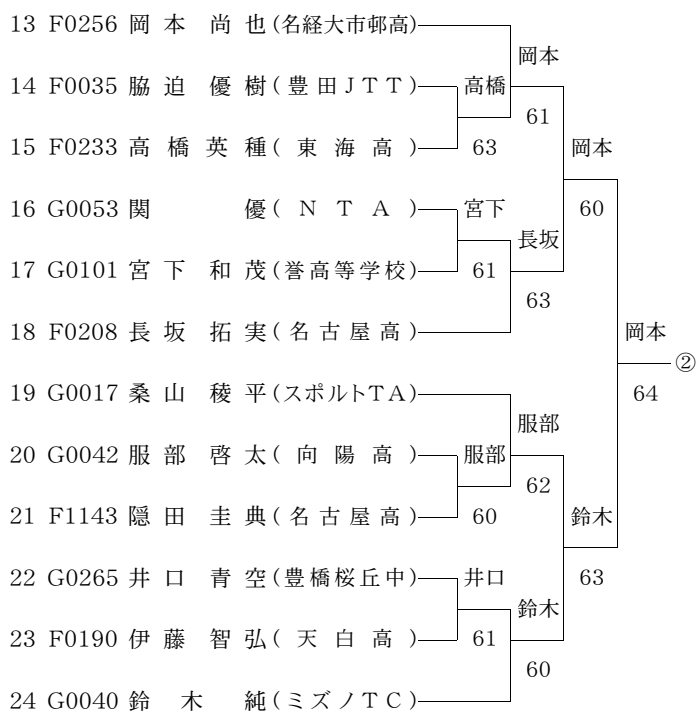 13 F0256 岡本 尚也(名経大市邨高)
岡本
14 F0035 脇迫 優樹(豊田JTT)
高橋
61
15 F0233 高橋英種(東海高)
63
岡本
16 G0053 関 優(NTA)
宮下
60
長坂
17 G0101 宮下 和茂(誉高等学校)
61
63
18 F0208 長坂 拓実(名古屋高)
岡本
②
19 G0017 桑山 稜平(スポルトTA)
64
服部
20 G0042 服部 啓太(向陽高)
服部
62
21 F1143 隠田 圭典(名古屋高)
60
鈴木
22 G0265 井口 青空(豊橋桜丘中)
井口
63
鈴木
23 F0190 伊藤 智弘(天白高)
61
60
24 G0040 鈴木 純(ミズノTC)